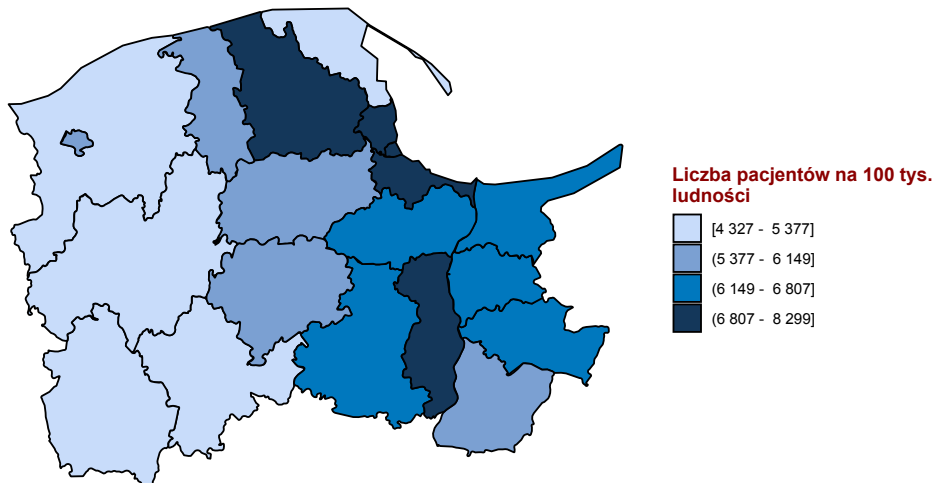 Liczba pacjentów na 100 tys.
ludności
[4 327 - 5 377]
(5 377 - 6 149]
(6 149 - 6 807]
(6 807 - 8 299]